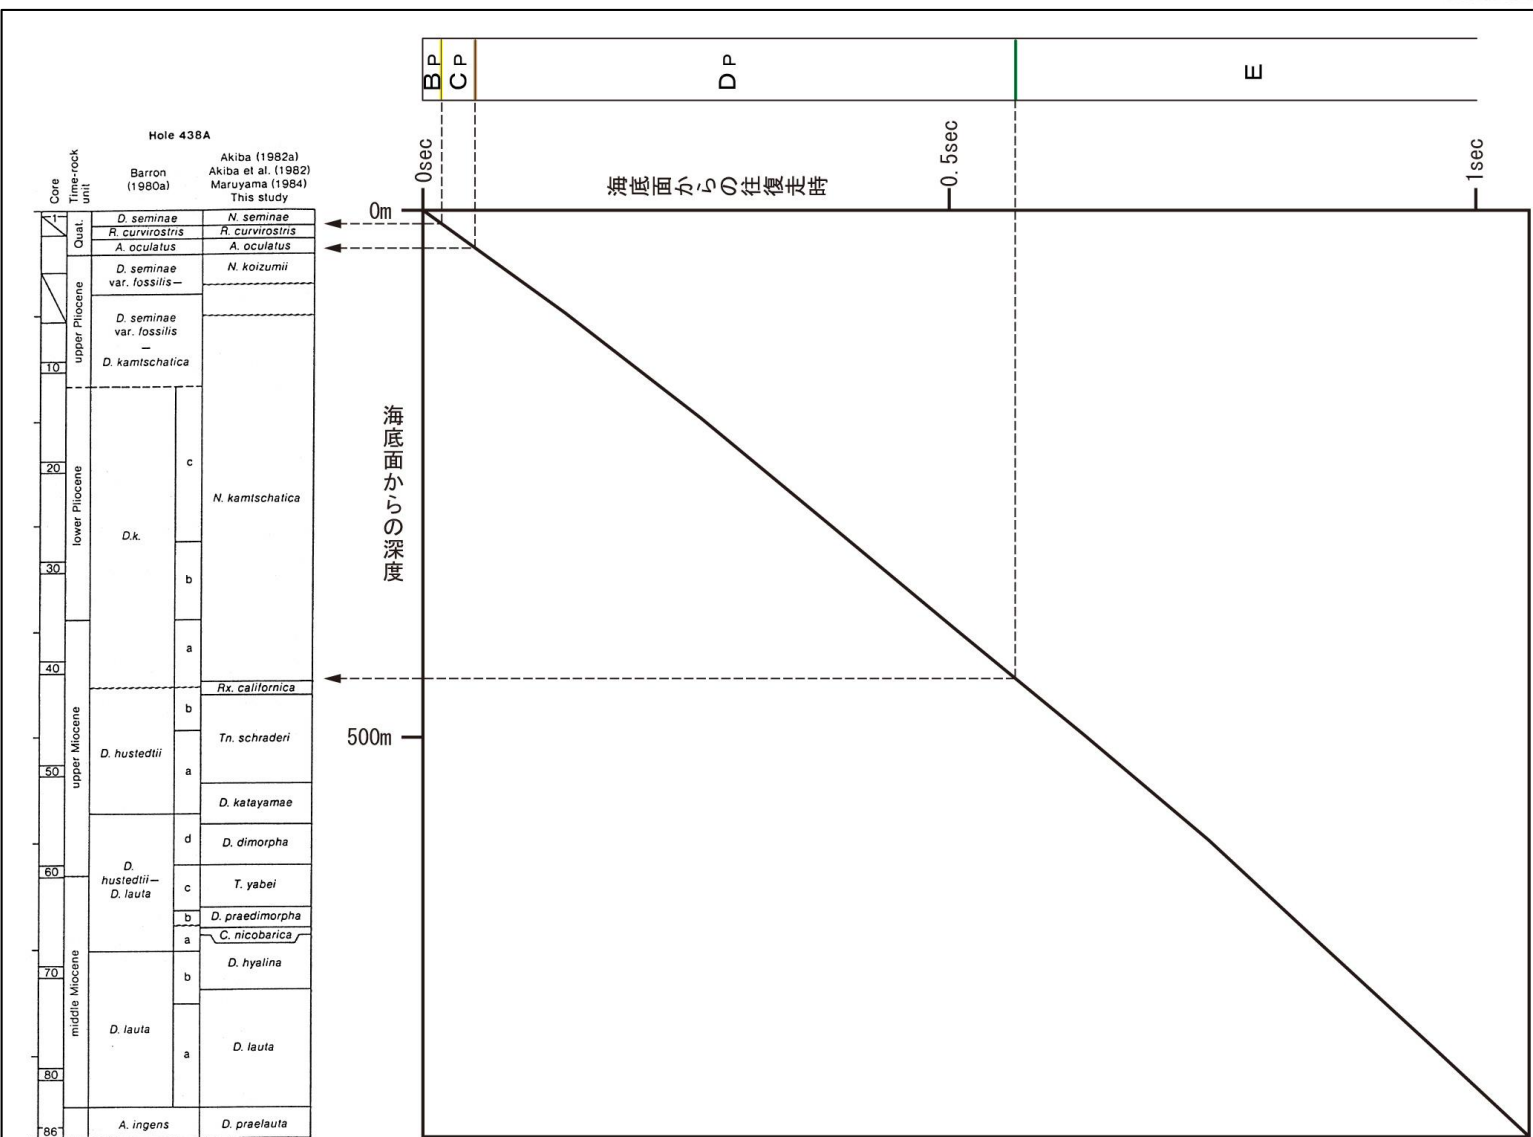 B P
C P
D P
E
Hole 438A
Core
Time-rock
unit
Barron
(1980a)
Akiba (1982a)
Akiba et al. (1982)
Maruyama (1984)
This study
0sec
0.5sec
1sec
海底面からの往復走時
0m
500m
海底面からの深度
1
10
20
30
40
50
60
70
80
86
Quat.
upper Pliocene
lower Pliocene
upper Miocene
middle Miocene
D. seminae
R. curvirostris
A. oculatus
D. seminae
var. fossilis—
D. seminae
var. fossilis
—
D. kamtschatica
D.k.
c
b
a
D. hustedtii
b
a
D.
hustedtii—
D. lauta
d
c
b
a
D. lauta
b
a
A. ingens
N. seminae
R. curvirostris
A. oculatus
N. koizumii
N. kamtschatica
Rx. californica
Tn. schraderi
D. katayamae
D. dimorpha
T. yabei
D. praedimorpha
C. nicobarica
D. hyalina
D. lauta
D. praelauta